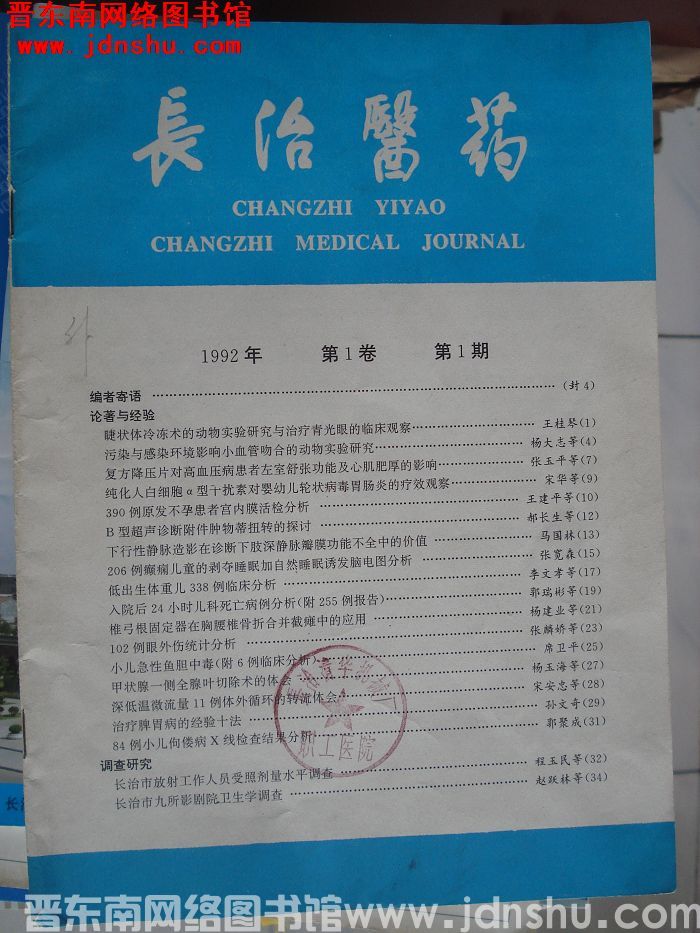 晋东南网络图书馆
www.jdnshu.com
長治醫药
CHANGZHI YIYAO
CHANGZHI MEDICAL JOURNAL
1992年 第1卷 第1期
编者寄语 ……(封4)
论著与经验
睫状体冷冻术的动物实验研究与治疗青光眼的临床观察……王桂琴(1)
污染与感染环境影响小血管吻合的动物实验研究……杨大志等(4)
复方降压片对高血压病患者左室舒张功能及心肌肥厚的影响……张玉平等(7)
纯化人白细胞α型干扰素对婴幼儿轮状病毒胃肠炎的疗效观察……宋华等(9)
390例原发不孕患者宫内膜活检分析……王建平等(10)
B型超声诊断附件肿物蒂扭转的探讨……郝长生等(12)
下行性静脉造影在诊断下肢深静脉瓣膜功能不全中的价值……马国林(13)
206例癫痫儿童的剥夺睡眠加自然睡眠诱发脑电图分析……张宽森(15)
低出生体重儿338例临床分析……李文孝等(17)
入院后24小时儿科死亡病例分析(附255例报告)……郭瑞彬等(19)
椎弓根固定器在胸腰椎骨折合并截瘫中的应用……杨建业等(21)
102例眼外伤统计分析……张麟娇等(23)
小儿急性鱼胆中毒(附6例临床分析)……席卫平(25)
甲状腺一侧全腺叶切除术的体会……杨玉海等(27)
深低温微流量11例体外循环的转流体会……宋安志等(28)
治疗脾胃病的经验十法……孙文奇(29)
84例小儿佝偻病X线检查结果分析……郭聚成(31)
调查研究
长治市放射工作人员受照剂量水平调查……程玉民等(32)
长治市九所影剧院卫生学调查……赵跃林等(34)
职工医院
长治
晋东南网络图书馆 www.jdnshu.com